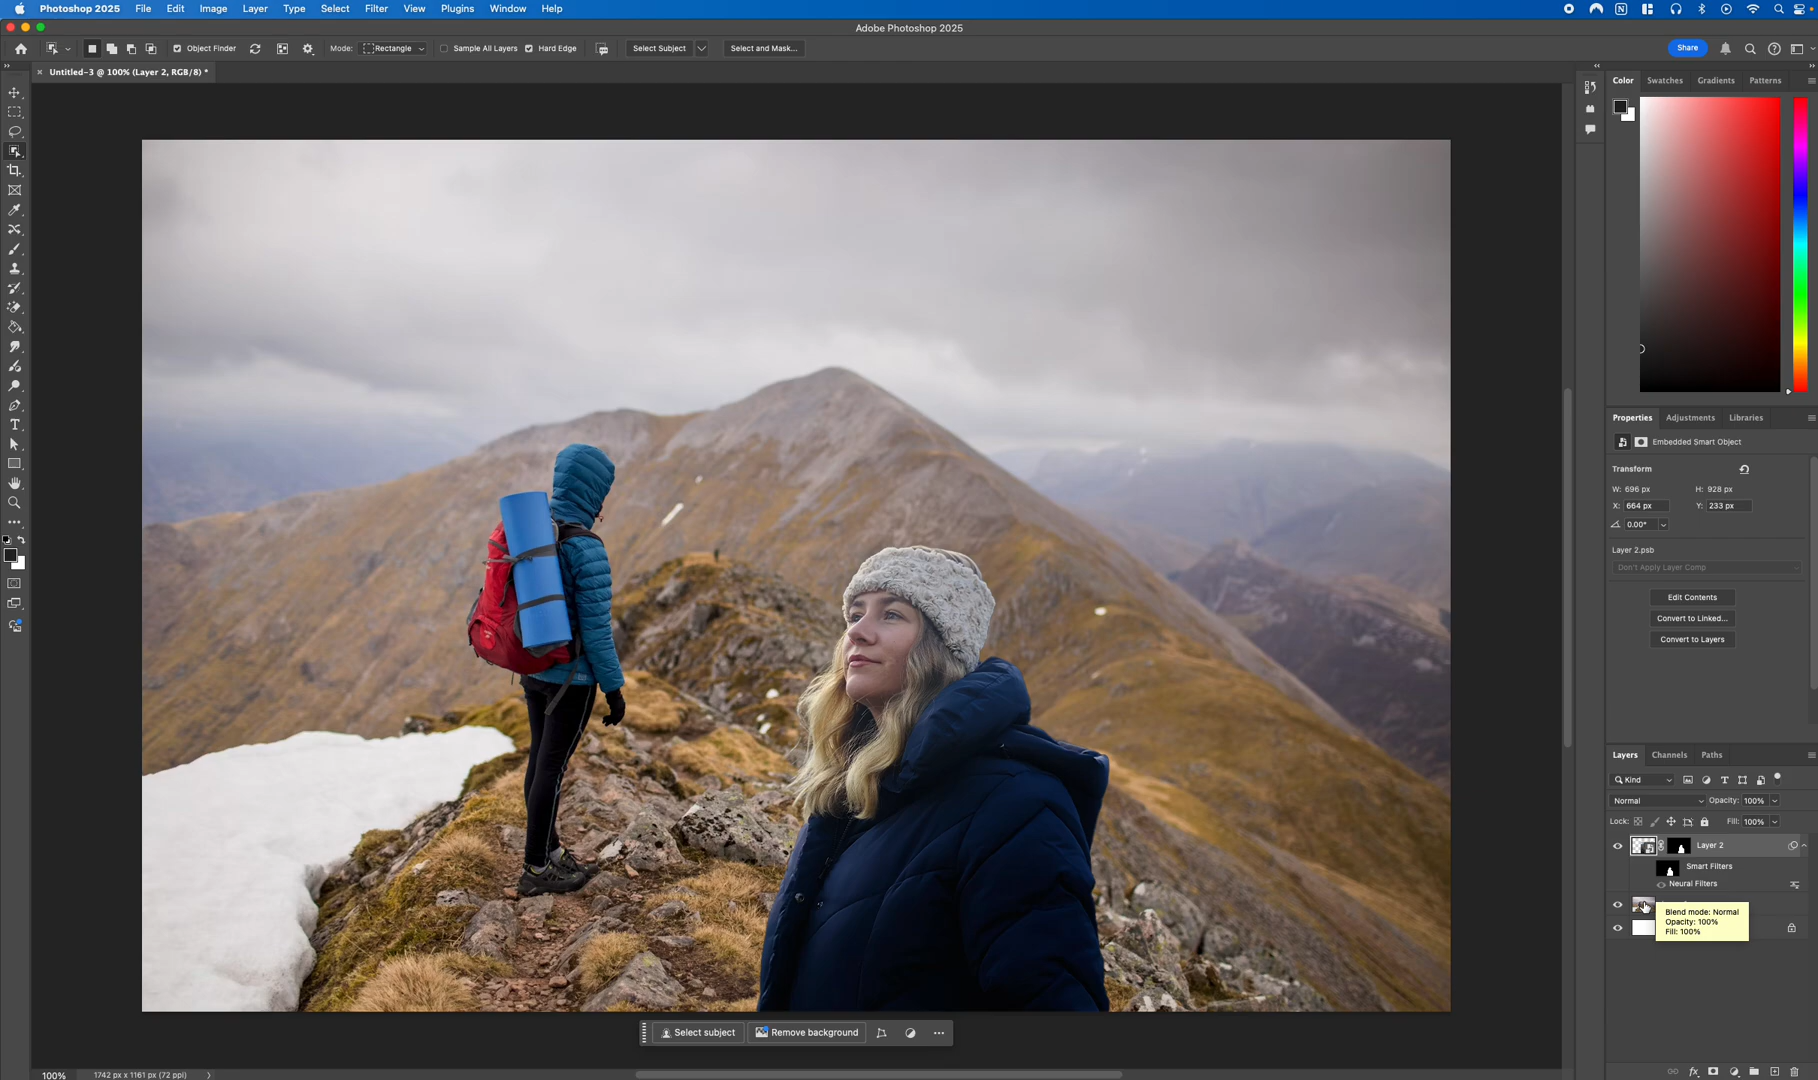 Photoshop 2025 File Edit Image Layer Type Select Filter View Plugins Window Help
Adobe Photoshop 2025
Object Finder Mode: Rectangle Sample All Layers Hard Edge Select Subject Select and Mask... Share
Untitled-3 @ 100% (Layer 2, RGB/8) *
Color Swatches Gradients Patterns
Properties Adjustments Libraries
Embedded Smart Object
Transform
W: 696 px H: 928 px
X: 664 px Y: 233 px
0.00°
Layer 2.psb
Don't Apply Layer Comp
Edit Contents
Convert to Linked...
Convert to Layers
Layers Channels Paths
Kind
Normal Opacity: 100%
Lock: Fill: 100%
Layer 2
Smart Filters
Neural Filters
Blend mode: Normal
Opacity: 100%
Fill: 100%
Select subject Remove background
100% 1742 px x 1161 px (72 ppi)